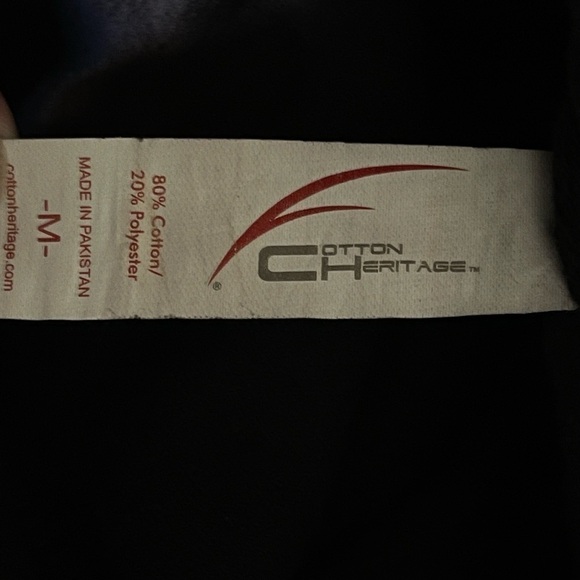 COTTON
HERITAGE™
®
80% Cotton/
20% Polyester
MADE IN PAKISTAN
-M-
cottonheritage.com